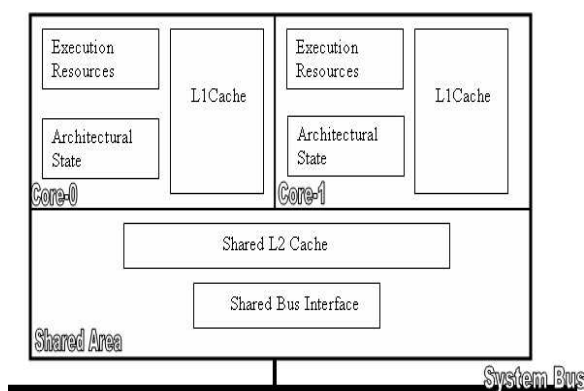 Execution
Resources
L1Cache
Architectural
State
Core-0
Execution
Resources
L1Cache
Architectural
State
Core-1
Shared L2 Cache
Shared Bus Interface
Shared Area
System Bus